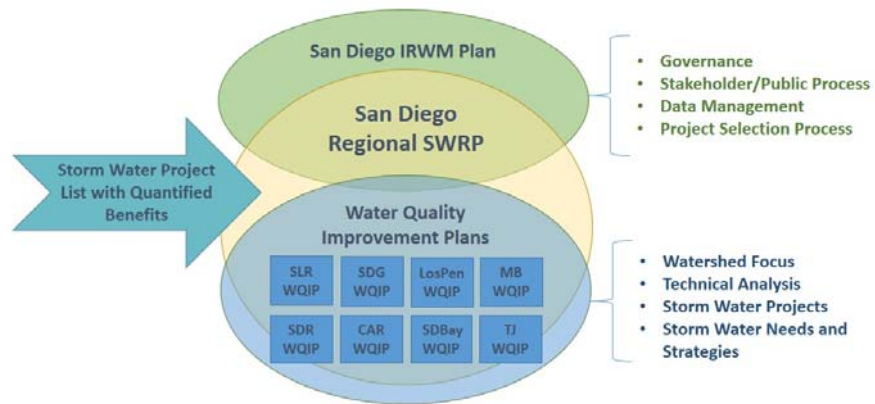 San Diego IRWM Plan
San Diego
Regional SWRP
Storm Water Project
List with Quantified
Benefits
Water Quality
Improvement Plans
SLR
WQIP
SDG
WQIP
LosPen
WQIP
MB
WQIP
SDR
WQIP
CAR
WQIP
SDBay
WQIP
TJ
WQIP
• Governance
• Stakeholder/Public Process
• Data Management
• Project Selection Process
• Watershed Focus
• Technical Analysis
• Storm Water Projects
• Storm Water Needs and
Strategies